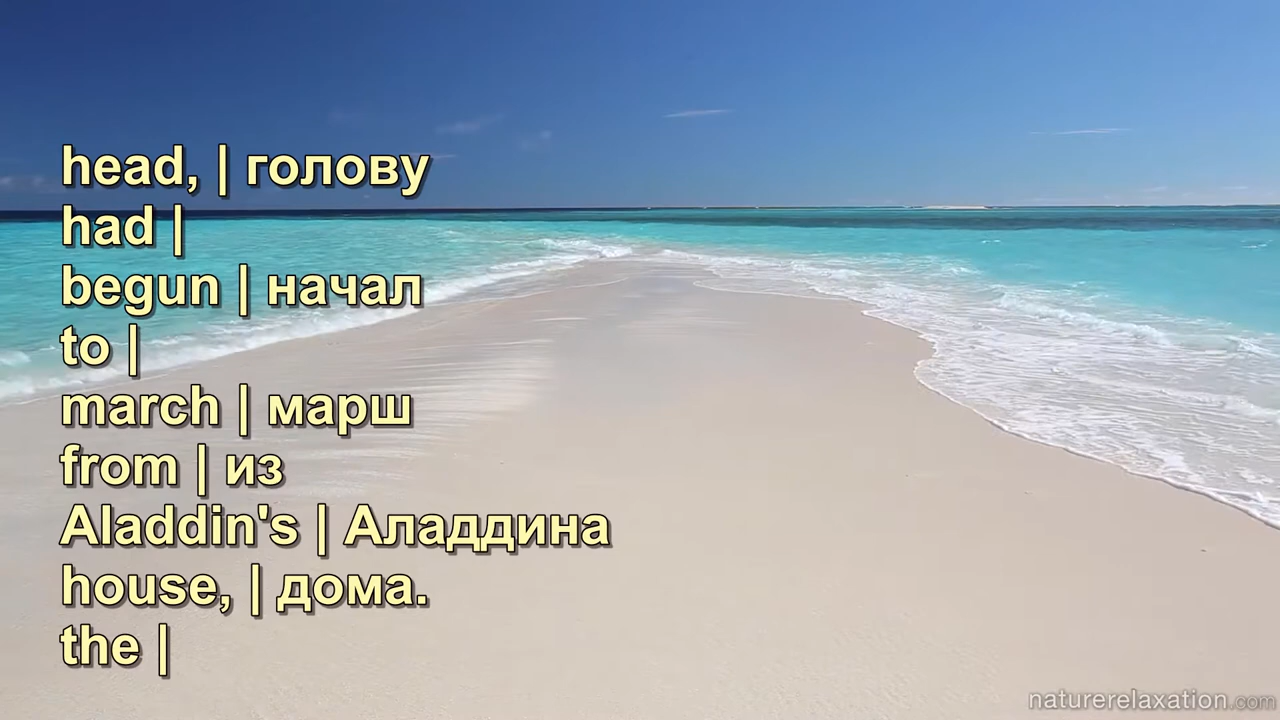 head, | голову
had |
begun | начал
to |
march | марш
from | из
Aladdin's | Аладдина
house, | дома.
the |
naturerelaxation.com